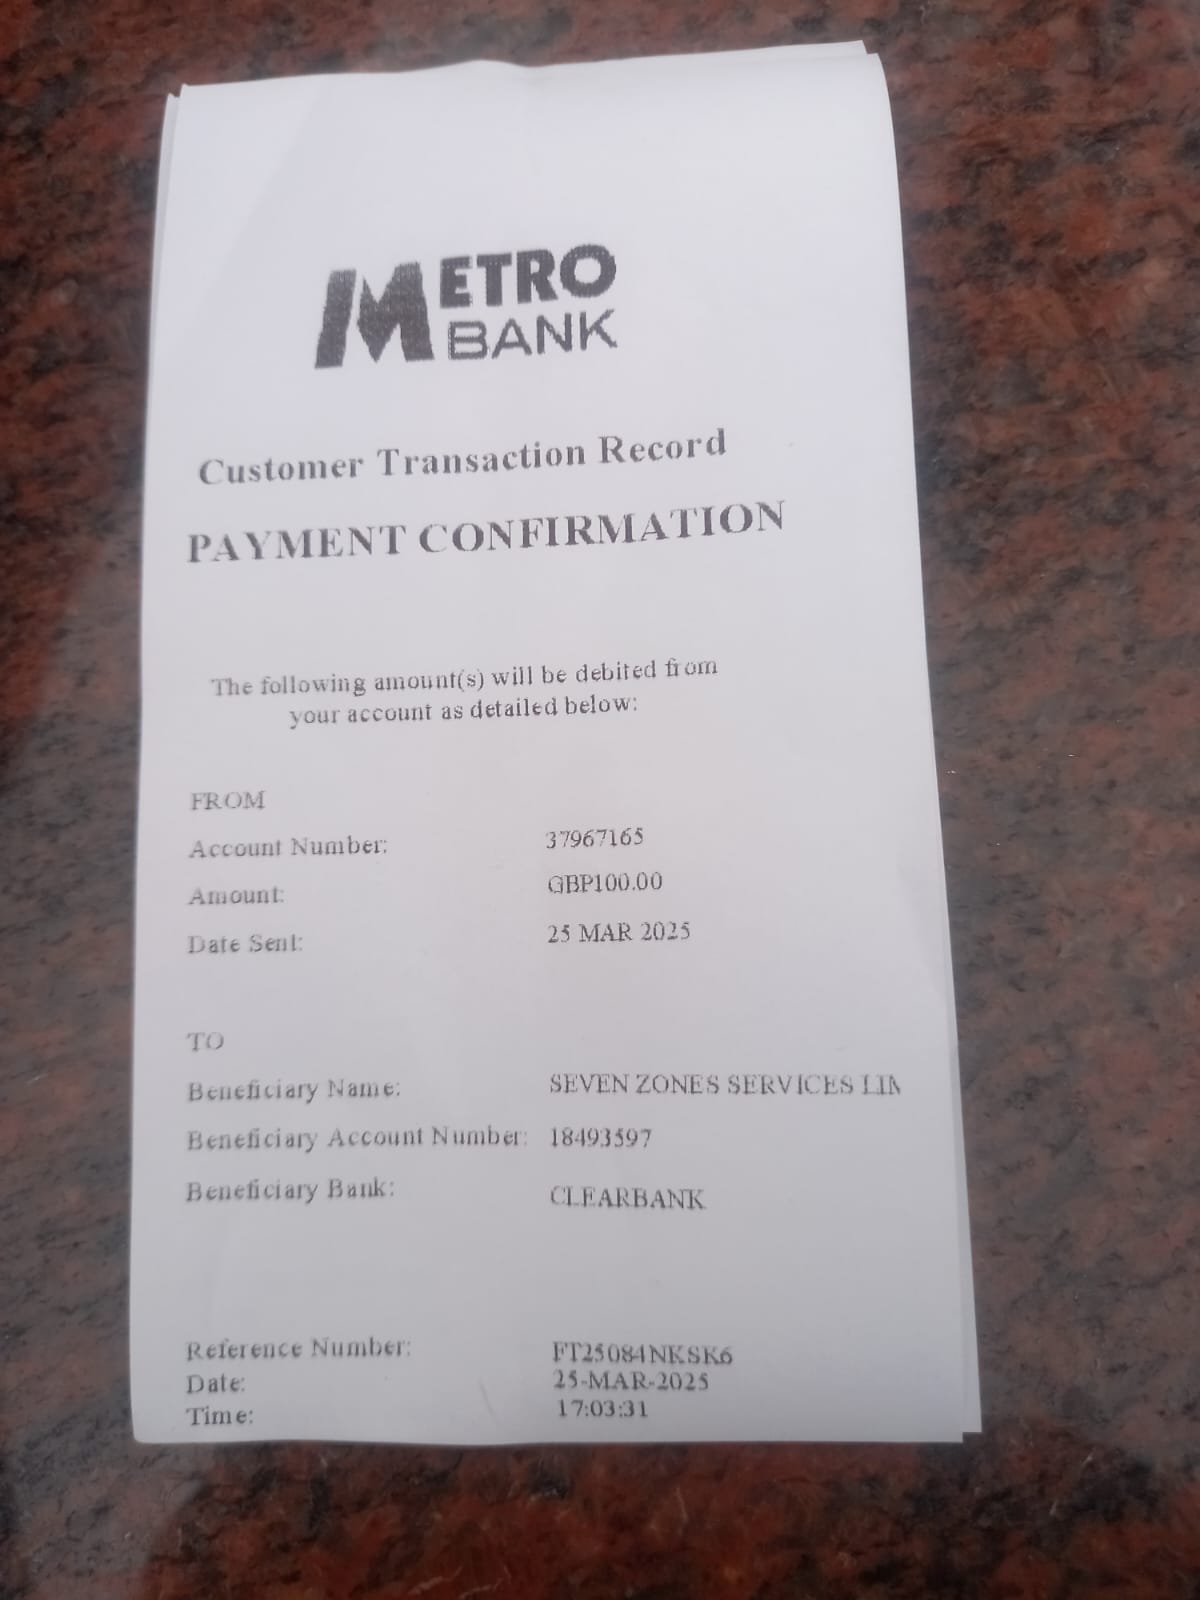 METRO
BANK
Customer Transaction Record
PAYMENT CONFIRMATION
The following amount(s) will be debited from
your account as detailed below:
FROM
Account Number: 37967165
Amount: GBP100.00
Date Sent: 25 MAR 2025
TO
Beneficiary Name: SEVEN ZONES SERVICES LIM
Beneficiary Account Number: 18493597
Beneficiary Bank: CLEARBANK
Reference Number: FT25084NKSK6
Date: 25-MAR-2025
Time: 17:03:31